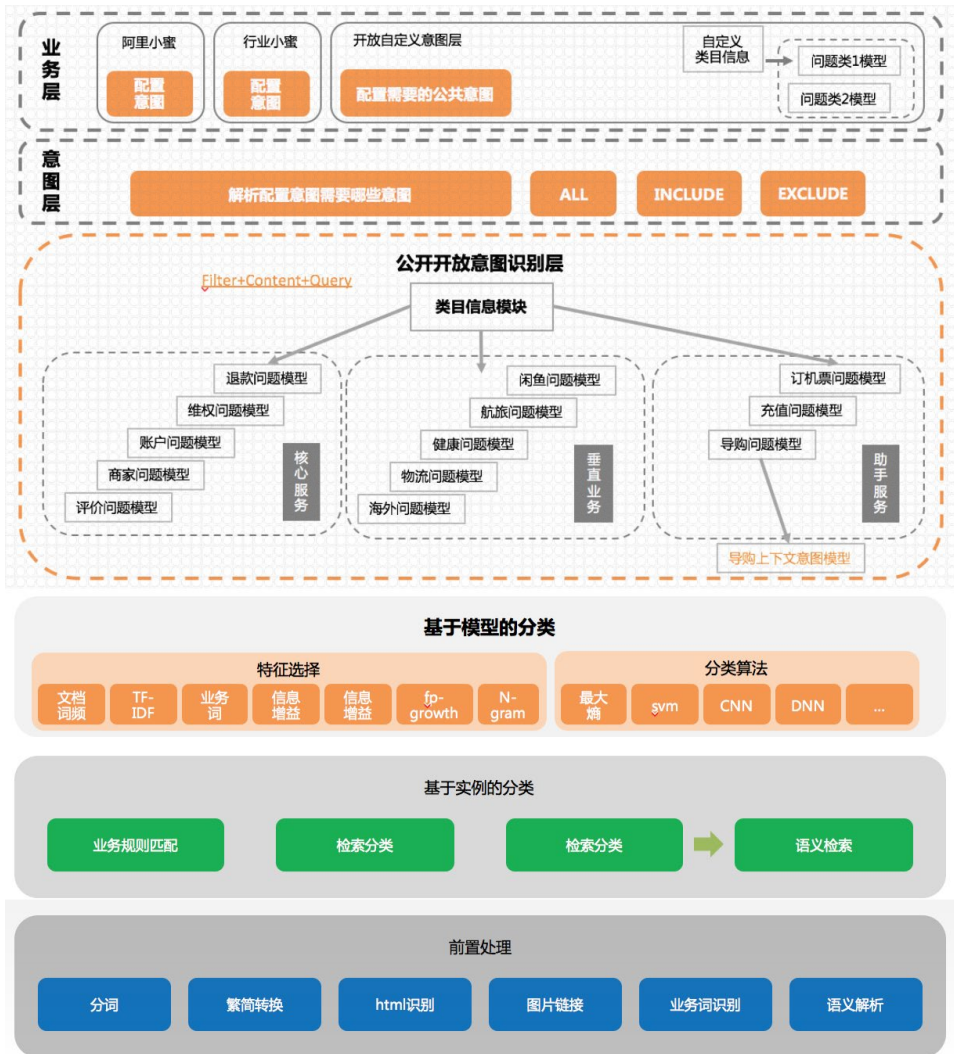 业
务
层
阿里小蜜
配置
意图
行业小蜜
配置
意图
开放自定义意图层
配置需要的公共意图
自定义
类目信息
问题类1模型
问题类2模型
意
图
层
解析配置意图需要哪些意图
ALL
INCLUDE
EXCLUDE
公开开放意图识别层
Filter+Content+Query
类目信息模块
退款问题模型
维权问题模型
账户问题模型
商家问题模型
评价问题模型
核
心
服
务
闲鱼问题模型
航旅问题模型
健康问题模型
物流问题模型
海外问题模型
垂
直
业
务
订机票问题模型
充值问题模型
导购问题模型
助
手
服
务
导购上下文意图模型
基于模型的分类
特征选择
文档
词频
TF-
IDF
业务
词
信息
增益
信息
增益
fp-
growth
N-
gram
分类算法
最大
熵
svm
CNN
DNN
...
基于实例的分类
业务规则匹配
检索分类
检索分类
语义检索
前置处理
分词
繁简转换
html识别
图片链接
业务词识别
语义解析